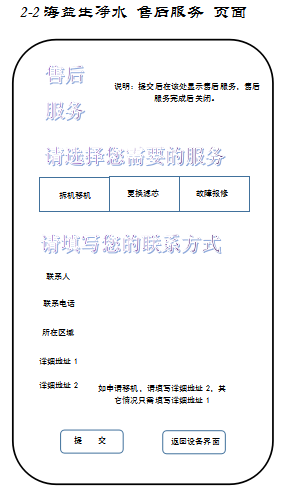 2-2海益生净水 售后服务 页面
售后
服务
说明：提交后在该处显示售后服务，售后
服务完成后关闭。
请选择您需要的服务
拆机移机 更换滤芯 故障报修
请填写您的联系方式
联系人
联系电话
所在区域
详细地址 1
详细地址 2
如申请移机，请填写详细地址 2，其
它情况只需填写详细地址 1
提 交 返回设备界面